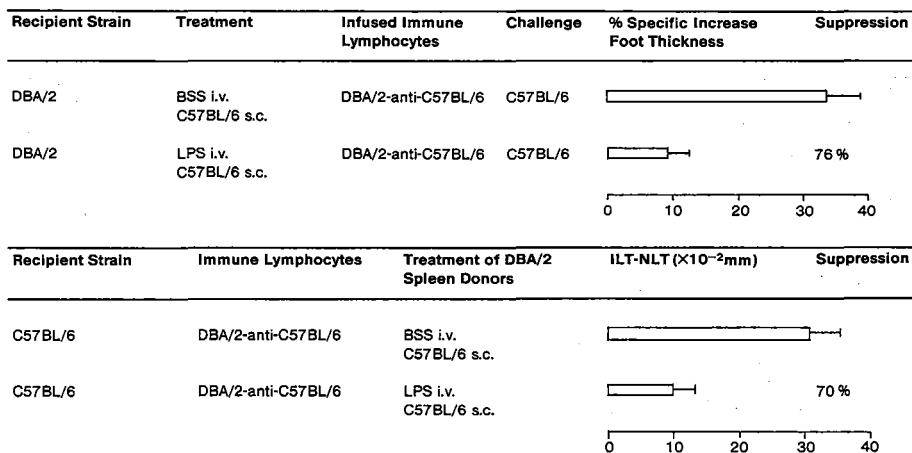 Recipient Strain Treatment Infused Immune Lymphocytes Challenge % Specific Increase Foot Thickness Suppression
DBA/2 BSS i.v. C57BL/6 s.c. DBA/2-anti-C57BL/6 C57BL/6
DBA/2 LPS i.v. C57BL/6 s.c. DBA/2-anti-C57BL/6 C57BL/6 76 %
0 10 20 30 40
Recipient Strain Immune Lymphocytes Treatment of DBA/2 Spleen Donors ILT-NLT (×10⁻²mm) Suppression
C57BL/6 DBA/2-anti-C57BL/6 BSS i.v. C57BL/6 s.c.
C57BL/6 DBA/2-anti-C57BL/6 LPS i.v. C57BL/6 s.c. 70 %
0 10 20 30 40